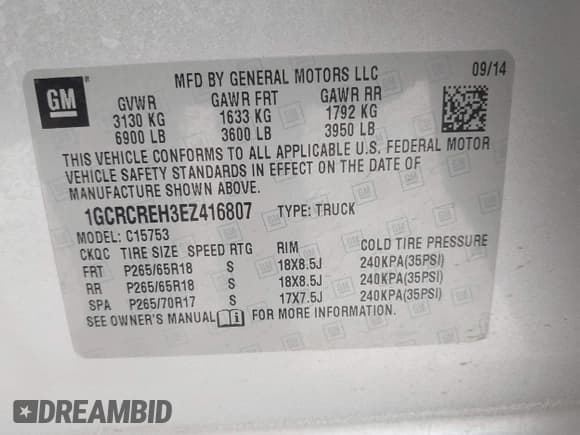 GM
MFD BY GENERAL MOTORS LLC 09/14
GVWR GAWR FRT GAWR RR
3130 KG 1633 KG 1792 KG
6900 LB 3600 LB 3950 LB
THIS VEHICLE CONFORMS TO ALL APPLICABLE U.S. FEDERAL MOTOR
VEHICLE SAFETY STANDARDS IN EFFECT ON THE DATE OF
MANUFACTURE SHOWN ABOVE.
1GCRCREH3EZ416807 TYPE: TRUCK
MODEL: C15753
CKQC TIRE SIZE SPEED RTG RIM COLD TIRE PRESSURE
FRT P265/65R18 S 18X8.5J 240KPA(35PSI)
RR P265/65R18 S 18X8.5J 240KPA(35PSI)
SPA P265/70R17 S 17X7.5J 240KPA(35PSI)
SEE OWNER'S MANUAL FOR MORE INFORMATION.
DREAMBID